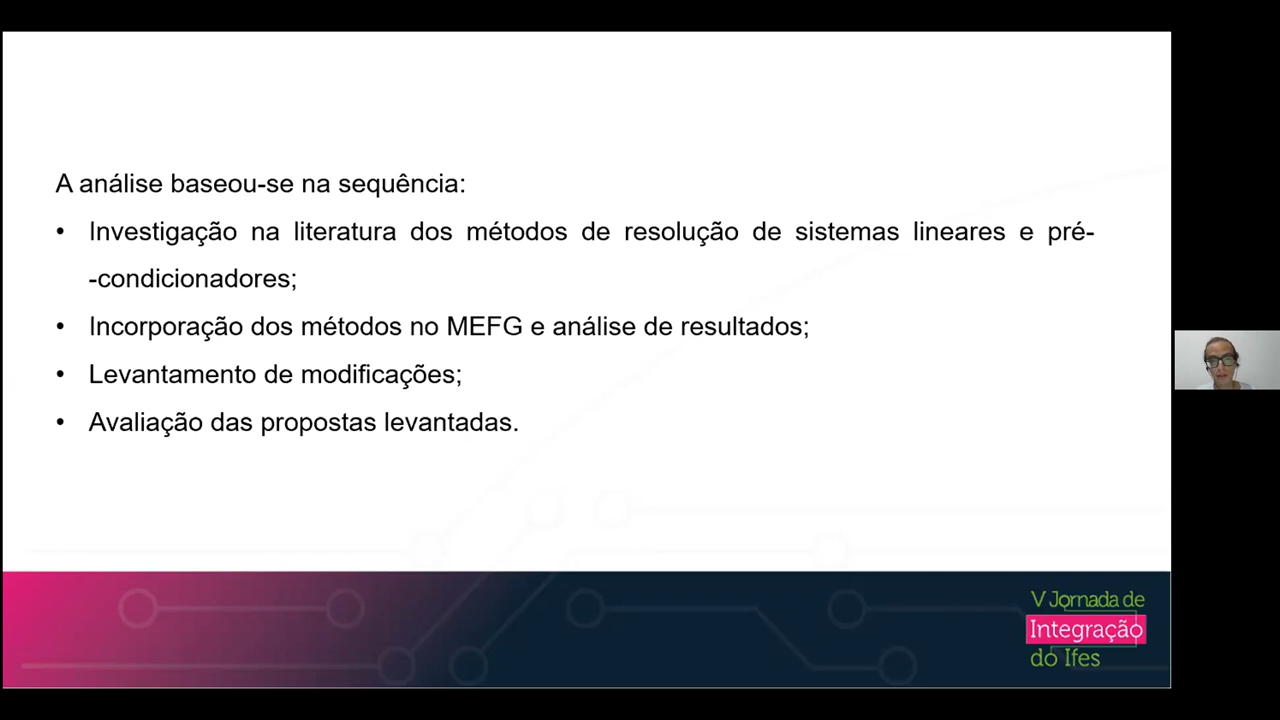 A análise baseou-se na sequência:
• Investigação na literatura dos métodos de resolução de sistemas lineares e pré-
-condicionadores;
• Incorporação dos métodos no MEFG e análise de resultados;
• Levantamento de modificações;
• Avaliação das propostas levantadas.
V Jornada de
Integração
do Ifes